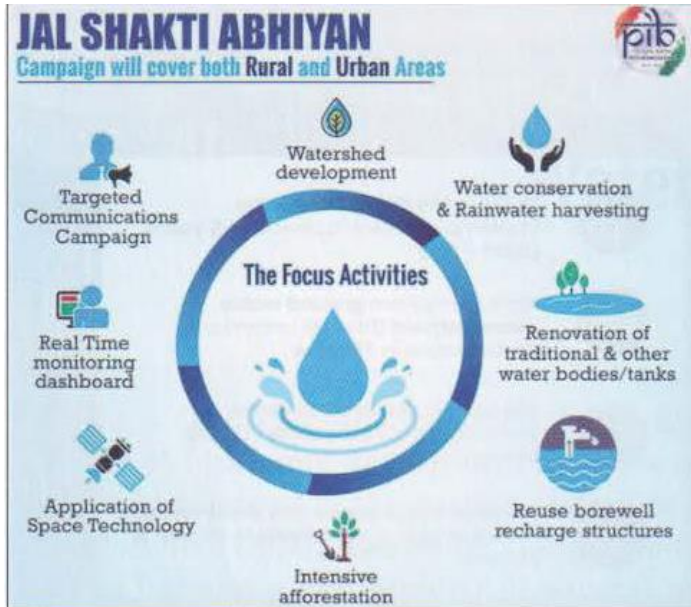 JAL SHAKTI ABHIYAN
Campaign will cover both Rural and Urban Areas
pib
Watershed
development
Water conservation
& Rainwater harvesting
Renovation of
traditional & other
water bodies/tanks
Reuse borewell
recharge structures
Intensive
afforestation
Application of
Space Technology
Real Time
monitoring
dashboard
Targeted
Communications
Campaign
The Focus Activities